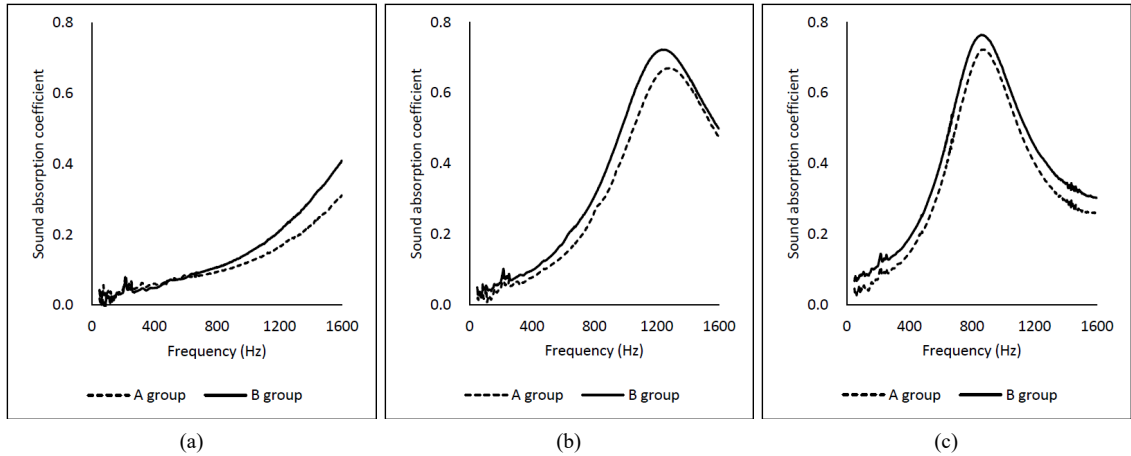 Sound absorption coefficient
0.8
0.6
0.4
0.2
0.0
0 400 800 1200 1600
Frequency (Hz)
A group B group
(a)
Sound absorption coefficient
0.8
0.6
0.4
0.2
0.0
0 400 800 1200 1600
Frequency (Hz)
A group B group
(b)
Sound absorption coefficient
0.8
0.6
0.4
0.2
0.0
0 400 800 1200 1600
Frequency (Hz)
A group B group
(c)